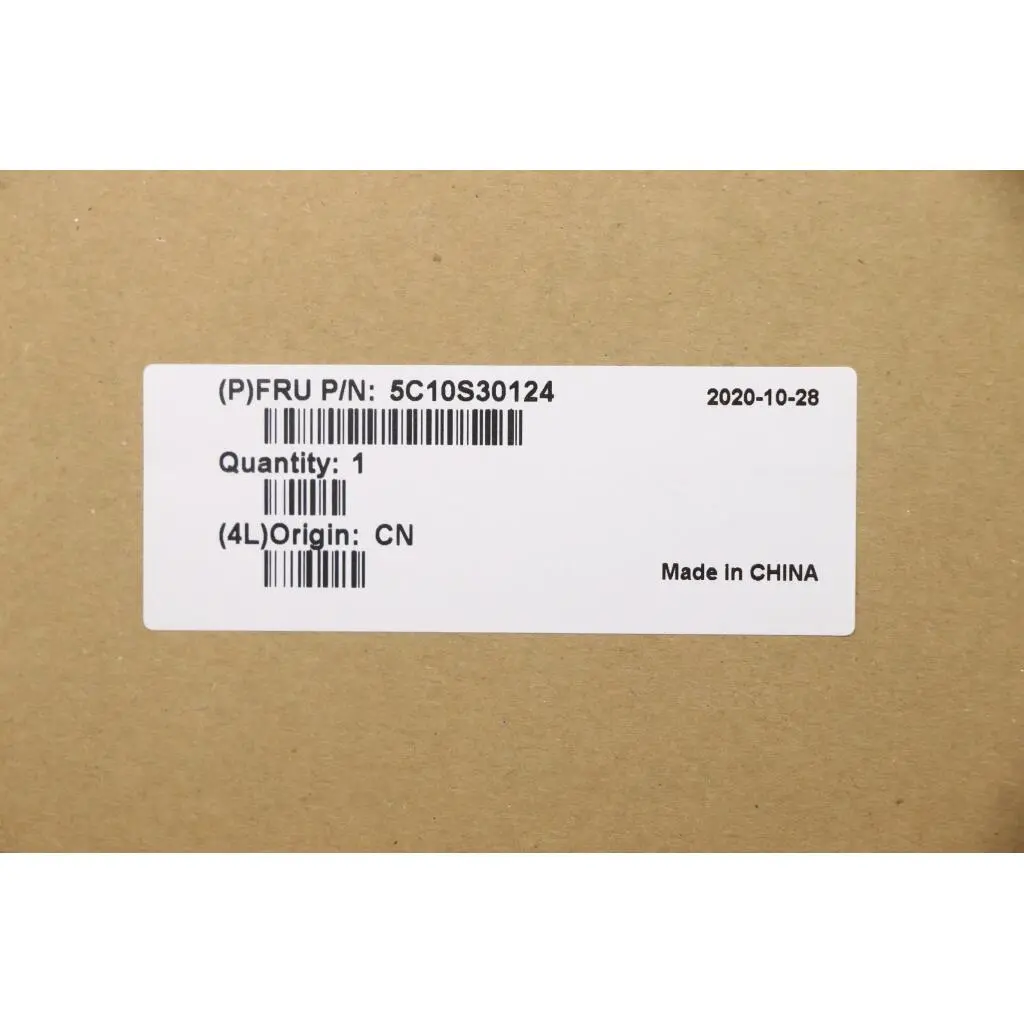 (P)FRU P/N: 5C10S30124
2020-10-28
Quantity: 1
(4L)Origin: CN
Made in CHINA